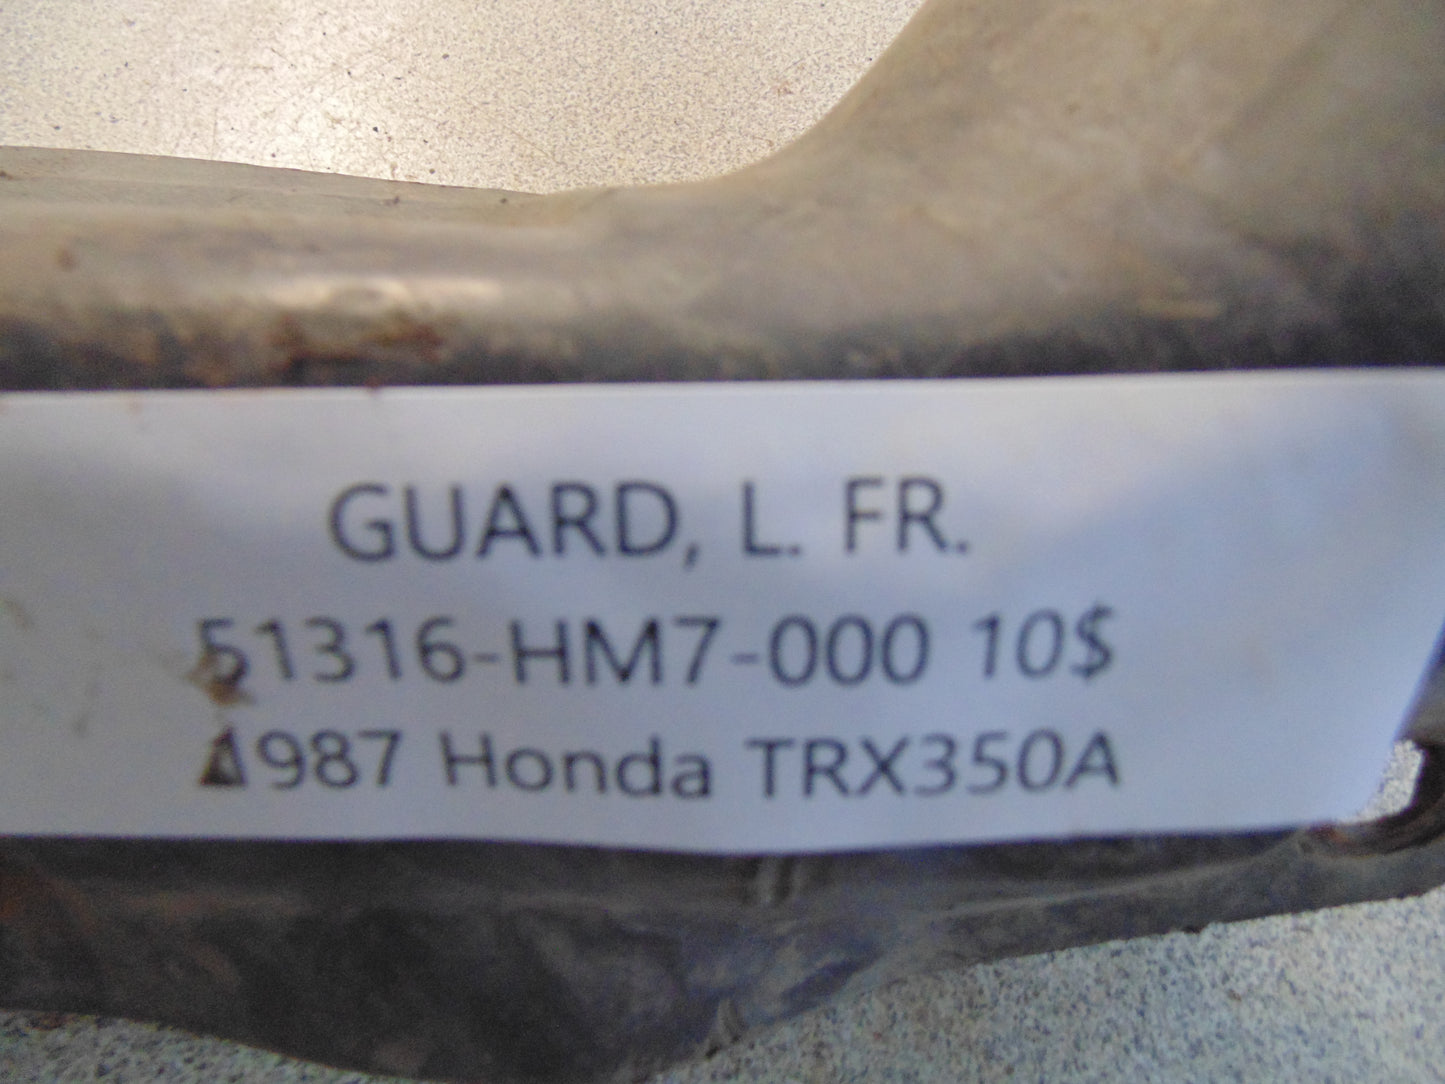 GUARD, L. FR.
51316-HM7-000 10$
1987 Honda TRX350A